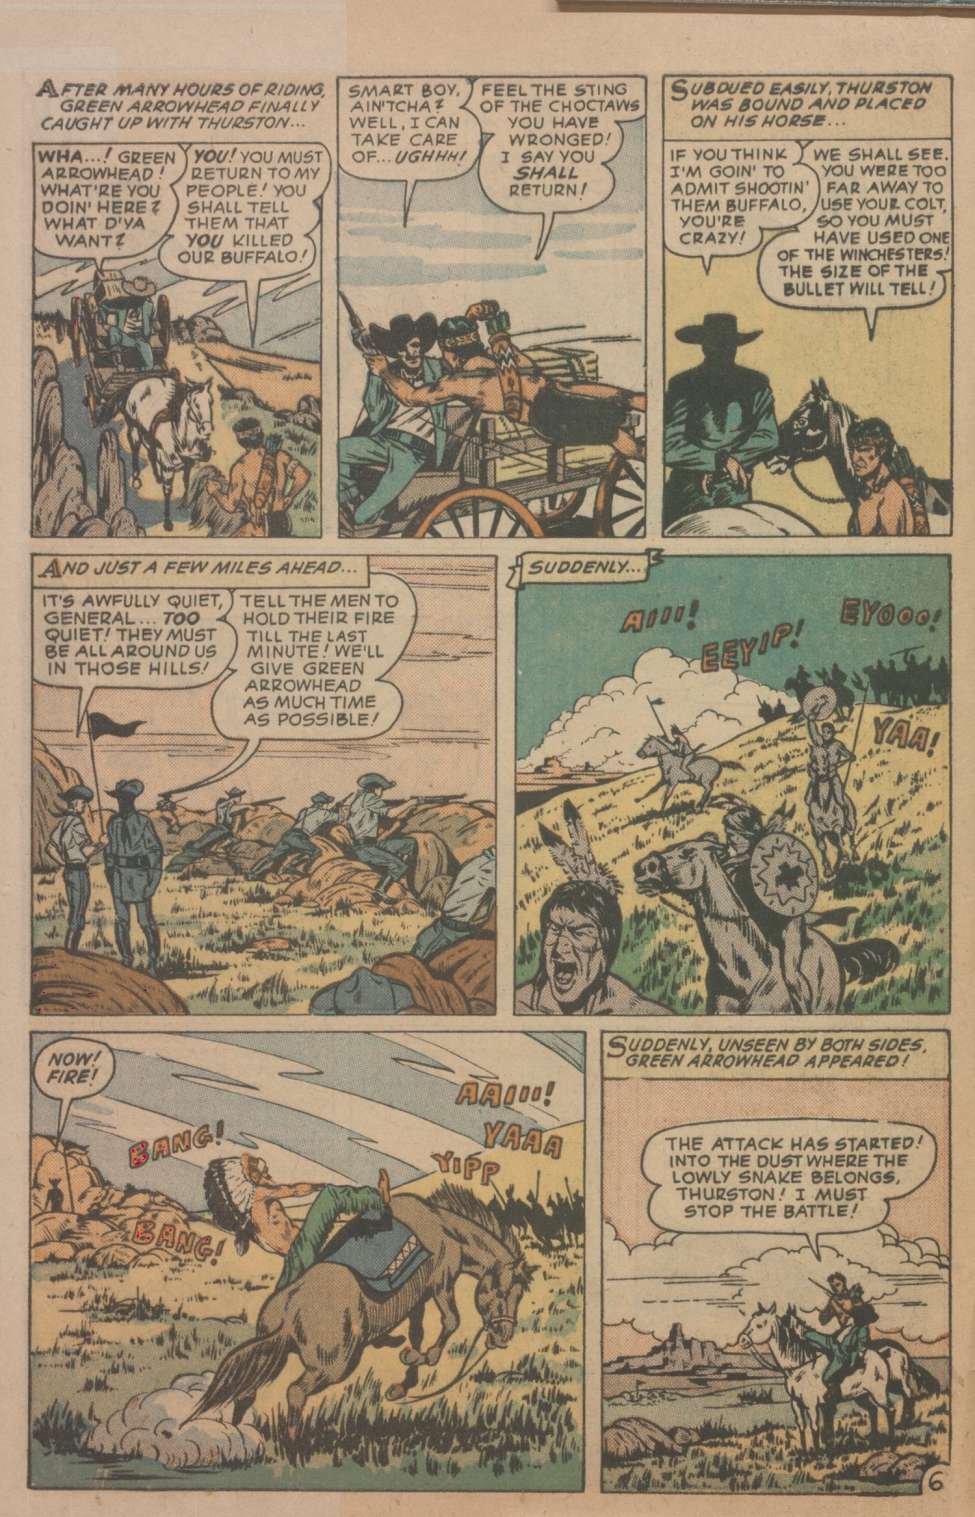 AFTER MANY HOURS OF RIDING,
GREEN ARROWHEAD FINALLY
CAUGHT UP WITH THURSTON...
WHA...! GREEN
ARROWHEAD!
WHAT'RE YOU
DOIN' HERE?
WHAT D'YA
WANT?
YOU! YOU MUST
RETURN TO MY
PEOPLE! YOU
SHALL TELL
THEM THAT
YOU KILLED
OUR BUFFALO!
SMART BOY,
AIN'TCHA?
WELL, I CAN
TAKE CARE
OF... UGHHH!
FEEL THE STING
OF THE CHOCTAWS
YOU HAVE
WRONGED!
I SAY YOU
SHALL
RETURN!
SUBDUED EASILY, THURSTON
WAS BOUND AND PLACED
ON HIS HORSE...
IF YOU THINK
I'M GOIN' TO
ADMIT SHOOTIN'
THEM BUFFALO,
YOU'RE
CRAZY!
WE SHALL SEE.
YOU WERE TOO
FAR AWAY TO
USE YOUR COLT,
SO YOU MUST
HAVE USED ONE
OF THE WINCHESTERS!
THE SIZE OF THE
BULLET WILL TELL!
AND JUST A FEW MILES AHEAD...
IT'S AWFULLY QUIET,
GENERAL... TOO
QUIET! THEY MUST
BE ALL AROUND US
IN THOSE HILLS!
TELL THE MEN TO
HOLD THEIR FIRE
TILL THE LAST
MINUTE! WE'LL
GIVE GREEN
ARROWHEAD
AS MUCH TIME
AS POSSIBLE!
SUDDENLY...
AIIII!
EEYIP!
EYOOO!
YAA!
NOW!
FIRE!
BANG!
BANG!
AAIIII!
YAAA
YIPP
SUDDENLY, UNSEEN BY BOTH SIDES,
GREEN ARROWHEAD APPEARED!
THE ATTACK HAS STARTED!
INTO THE DUST WHERE THE
LOWLY SNAKE BELONGS,
THURSTON! I MUST
STOP THE BATTLE!
6